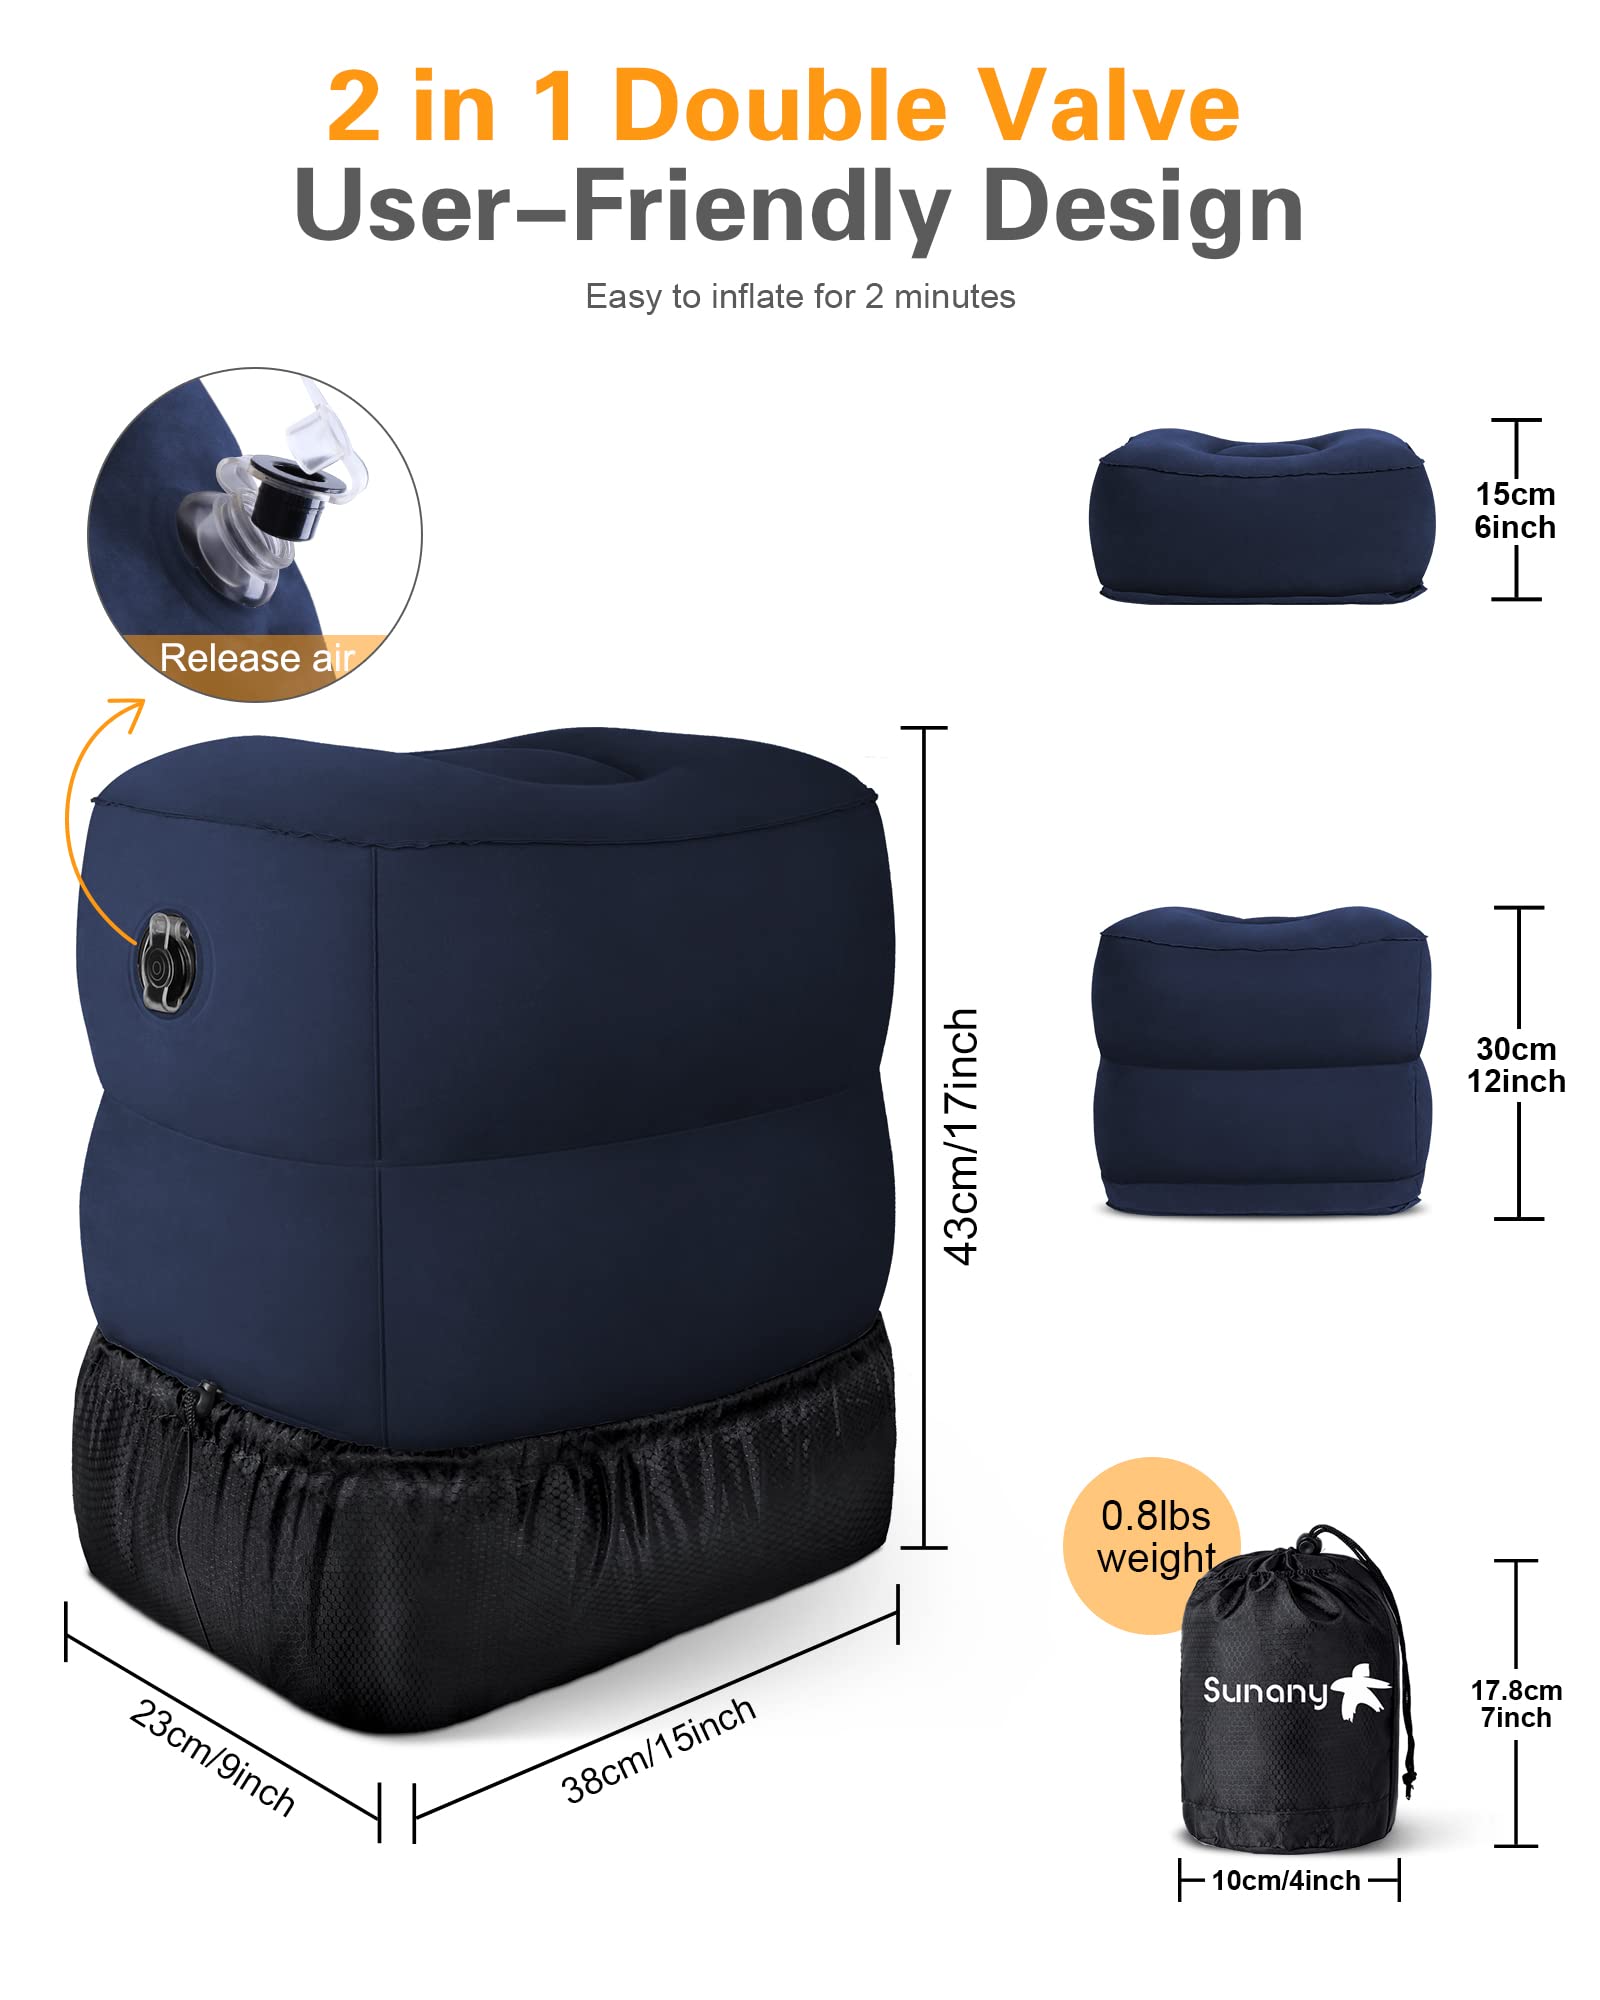 2 in 1 Double Valve
User–Friendly Design
Easy to inflate for 2 minutes
Release air
15cm
6inch
43cm/17inch
30cm
12inch
0.8lbs
weight
Sunany
17.8cm
7inch
23cm/9inch
38cm/15inch
10cm/4inch